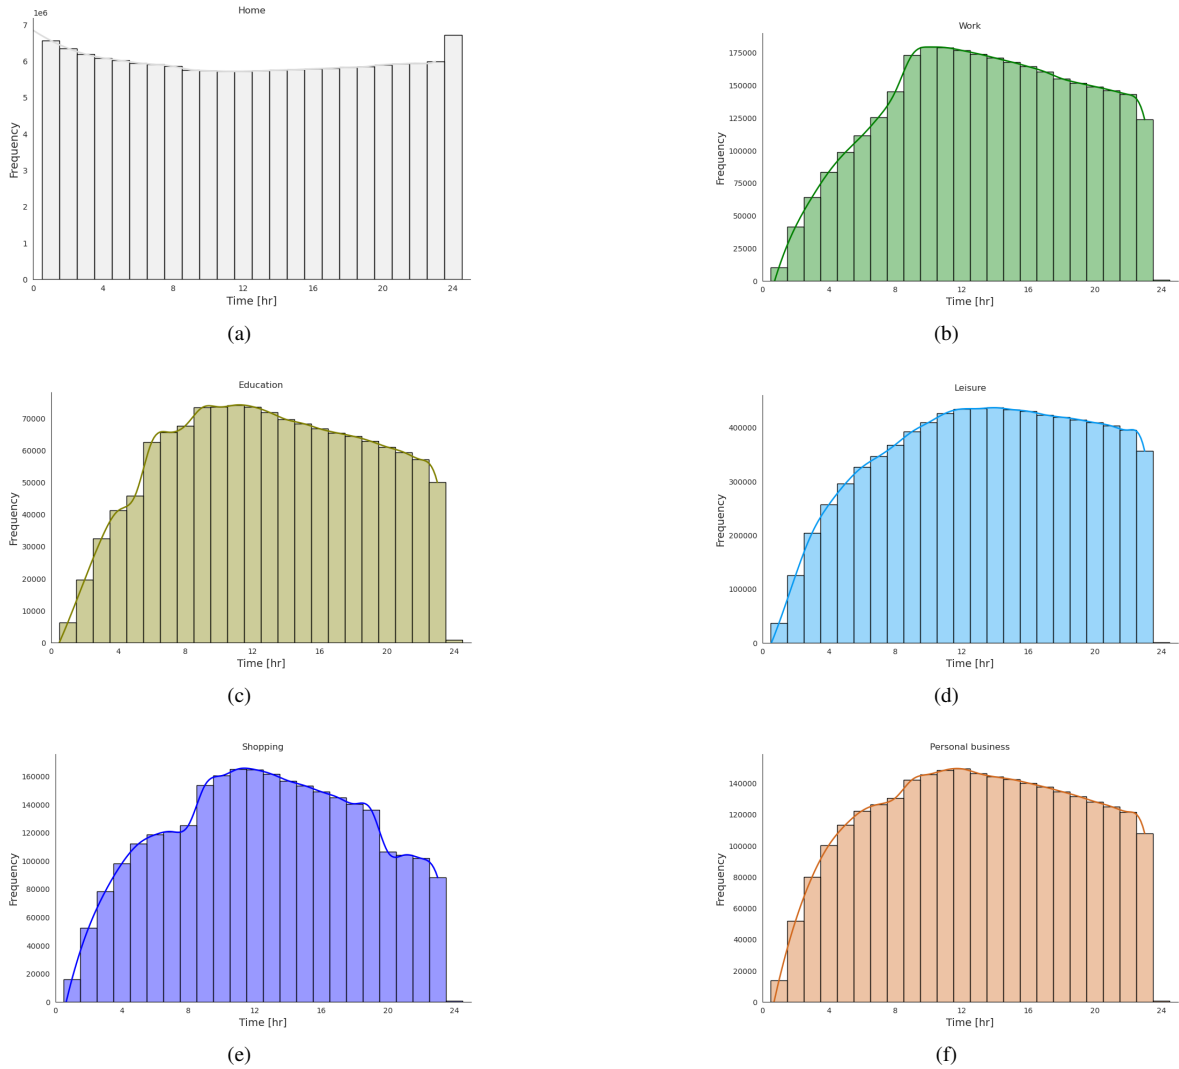 Home
1e6
7
6
5
4
3
2
1
0
Frequency
0 4 8 12 16 20 24
Time [hr]
(a)
Work
175000
150000
125000
100000
75000
50000
25000
0
Frequency
0 4 8 12 16 20 24
Time [hr]
(b)
Education
70000
60000
50000
40000
30000
20000
10000
0
Frequency
0 4 8 12 16 20 24
Time [hr]
(c)
Leisure
400000
300000
200000
100000
0
Frequency
0 4 8 12 16 20 24
Time [hr]
(d)
Shopping
160000
140000
120000
100000
80000
60000
40000
20000
0
Frequency
0 4 8 12 16 20 24
Time [hr]
(e)
Personal business
140000
120000
100000
80000
60000
40000
20000
0
Frequency
0 4 8 12 16 20 24
Time [hr]
(f)